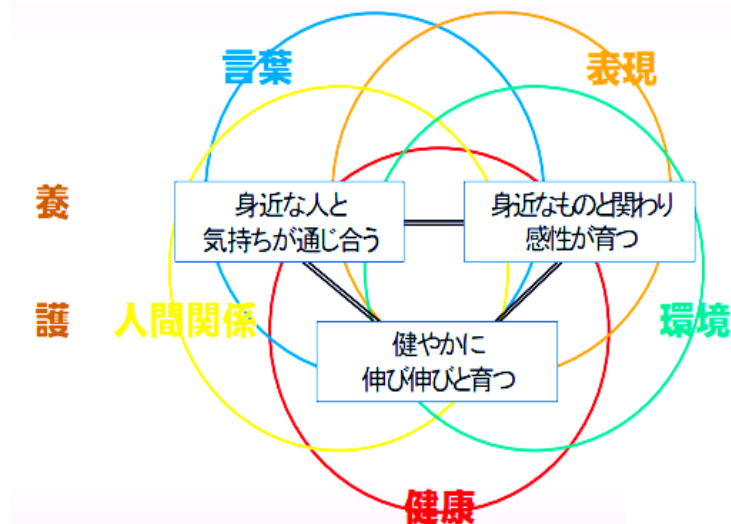 言葉
表現
養
身近な人と
気持ちが通じ合う
身近なものと関わり
感性が育つ
護
人間関係
環境
健やかに
伸び伸びと育つ
健康